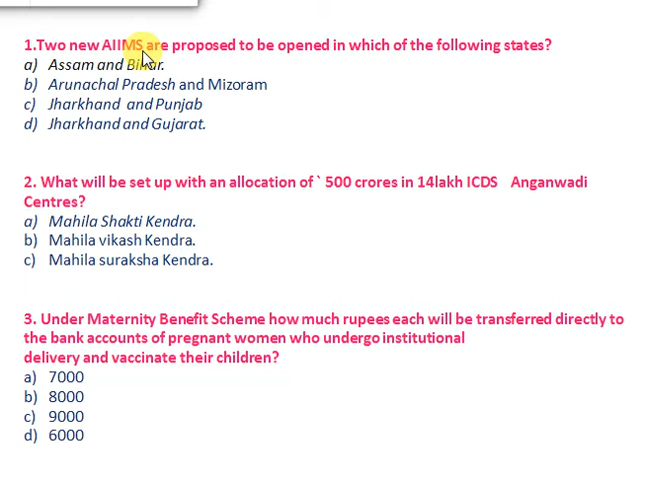 1.Two new AIIMS are proposed to be opened in which of the following states?
a) Assam and Bihar.
b) Arunachal Pradesh and Mizoram
c) Jharkhand and Punjab
d) Jharkhand and Gujarat.
2. What will be set up with an allocation of ` 500 crores in 14lakh ICDS Anganwadi
Centres?
a) Mahila Shakti Kendra.
b) Mahila vikash Kendra.
c) Mahila suraksha Kendra.
3. Under Maternity Benefit Scheme how much rupees each will be transferred directly to
the bank accounts of pregnant women who undergo institutional
delivery and vaccinate their children?
a) 7000
b) 8000
c) 9000
d) 6000